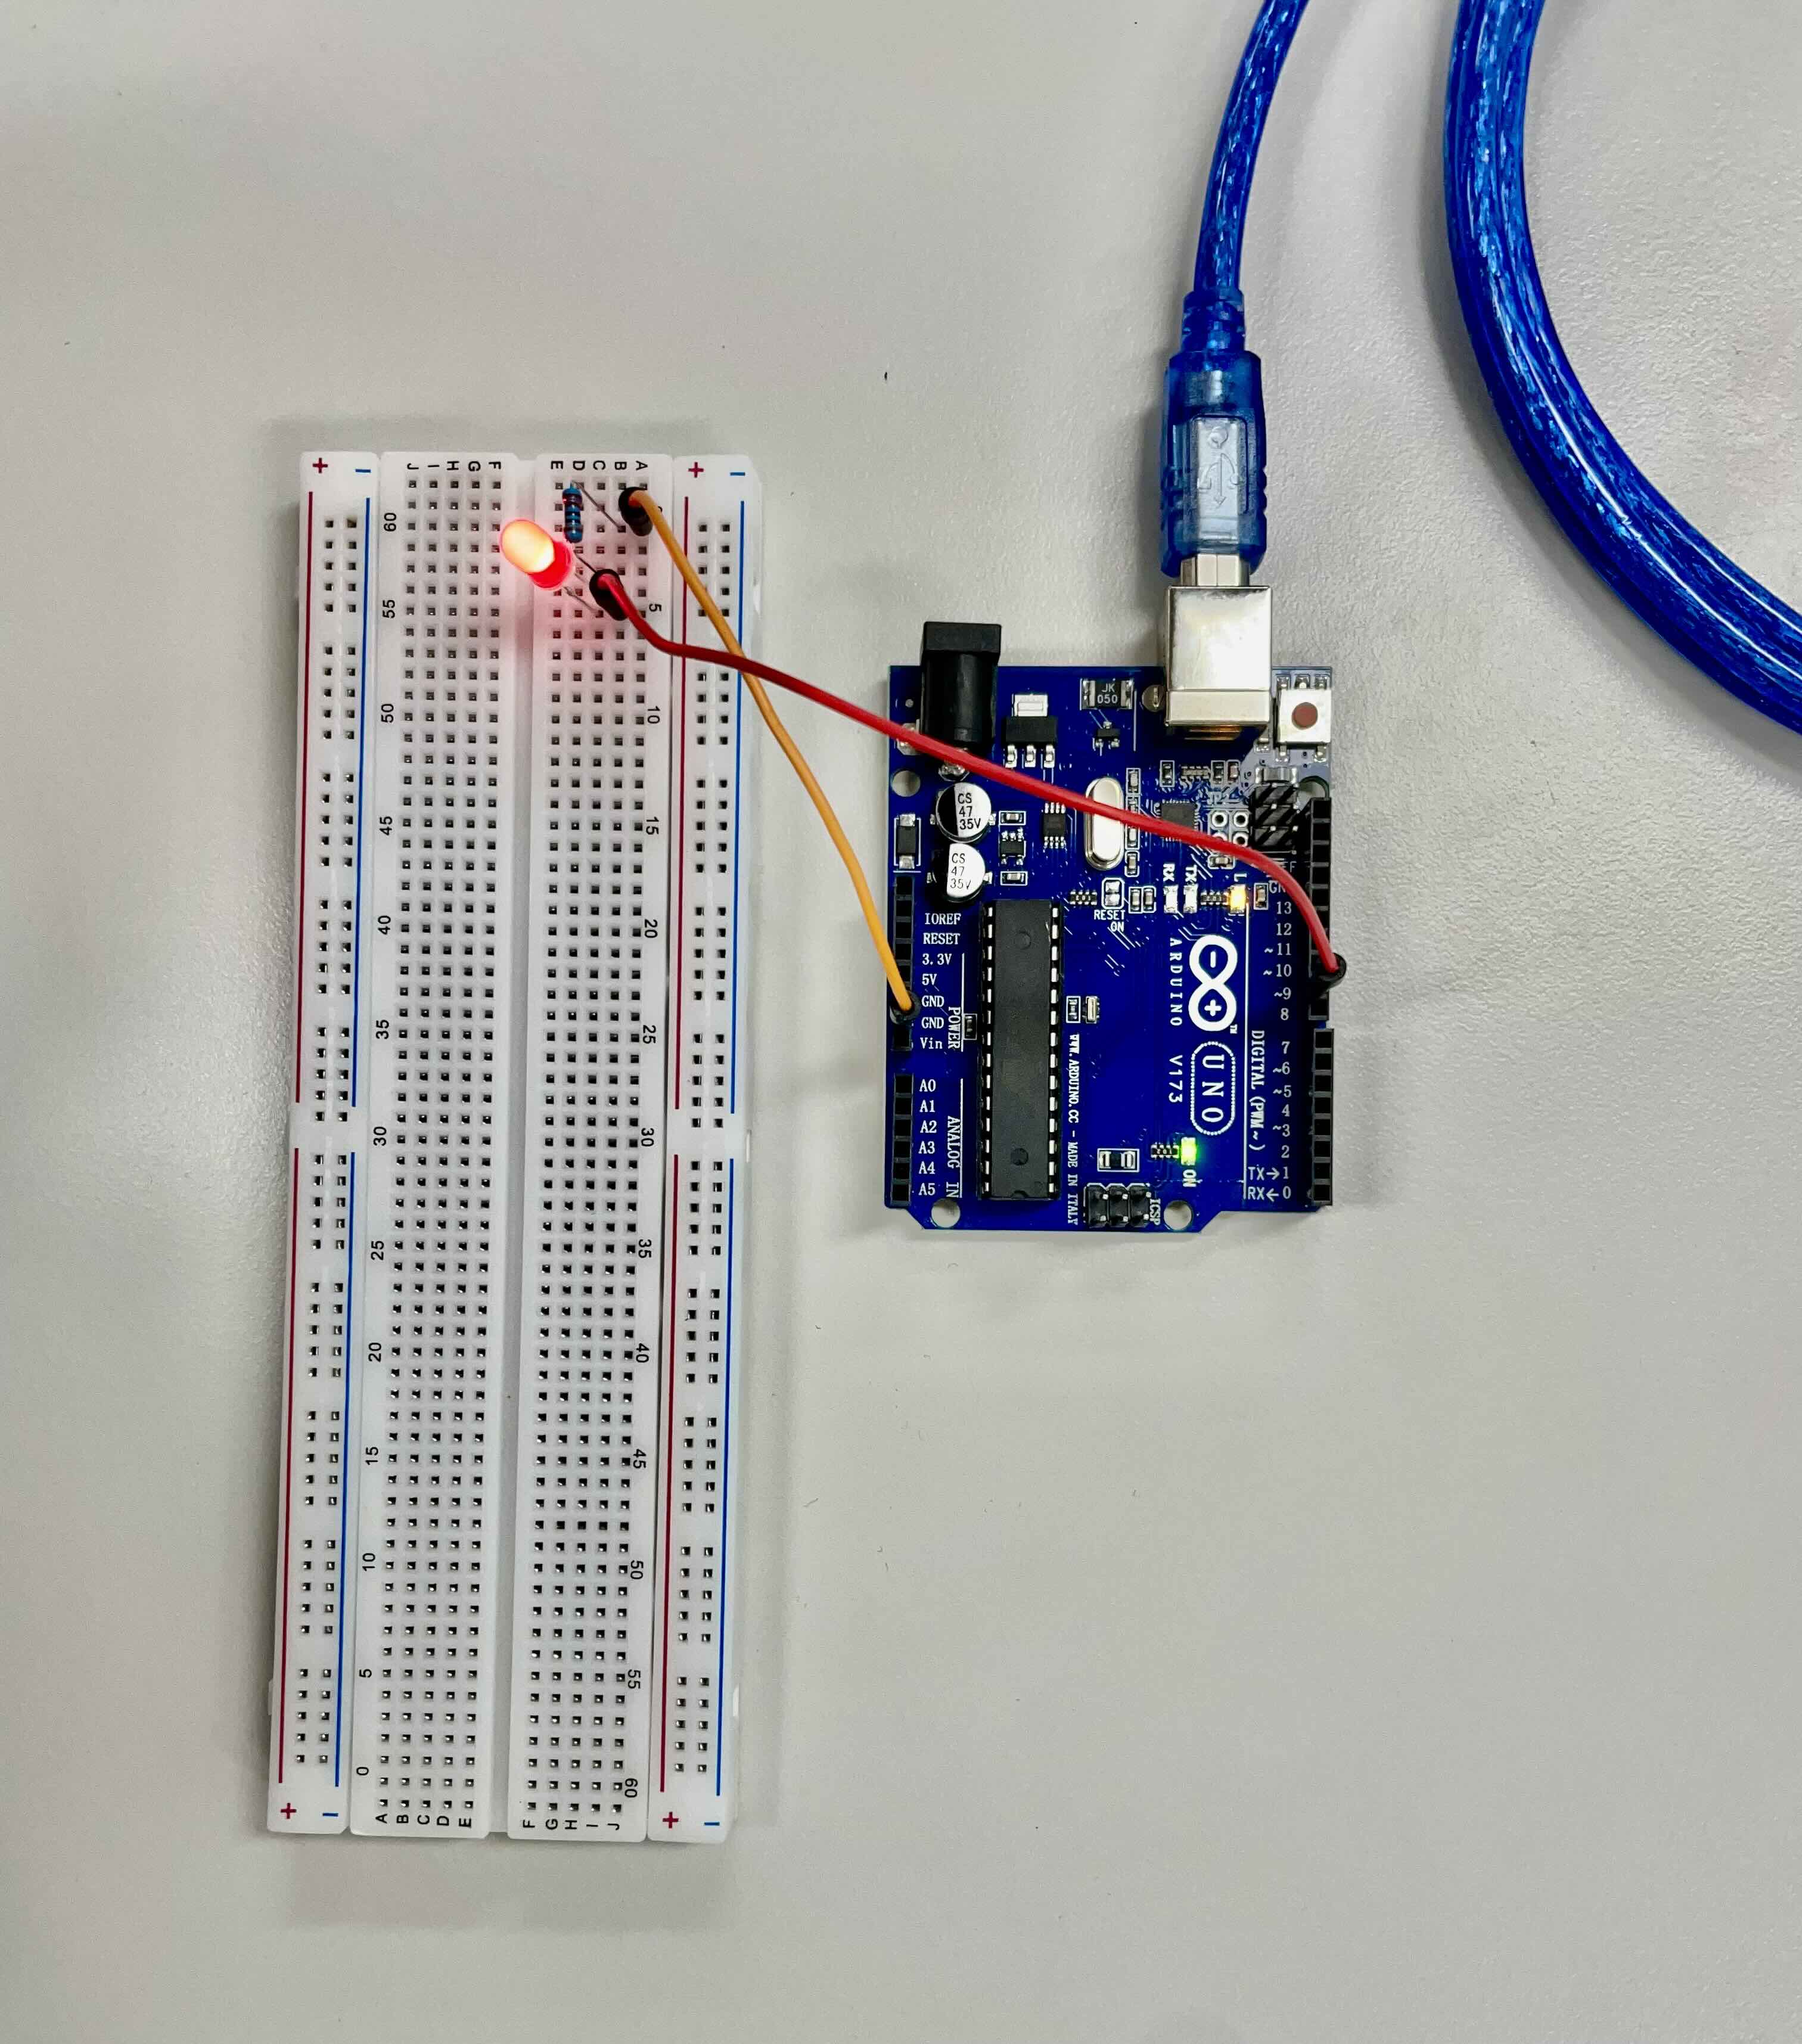 + −
J I H G F
E D C B A
+ −
60
55
50
45
40
35
30
25
20
15
10
5
0
5
10
15
20
25
30
35
40
45
50
55
60
+ −
A B C D E
F G H I J
+ −
JK
050
CS
47
35V
CS
47
35V
RX
TX
L
RESET
ON
IOREF
RESET
3.3V
5V
GND
GND
Vin
POWER
A0
A1
A2
A3
A4
A5
ANALOG IN
WWW.ARDUINO.CC - MADE IN ITALY
ARDUINO V173
UNO
TM
ON
ICSP
13
12
~11
~10
~9
8
7
~6
~5
4
~3
2
TX→1
RX←0
DIGITAL (PWM~)